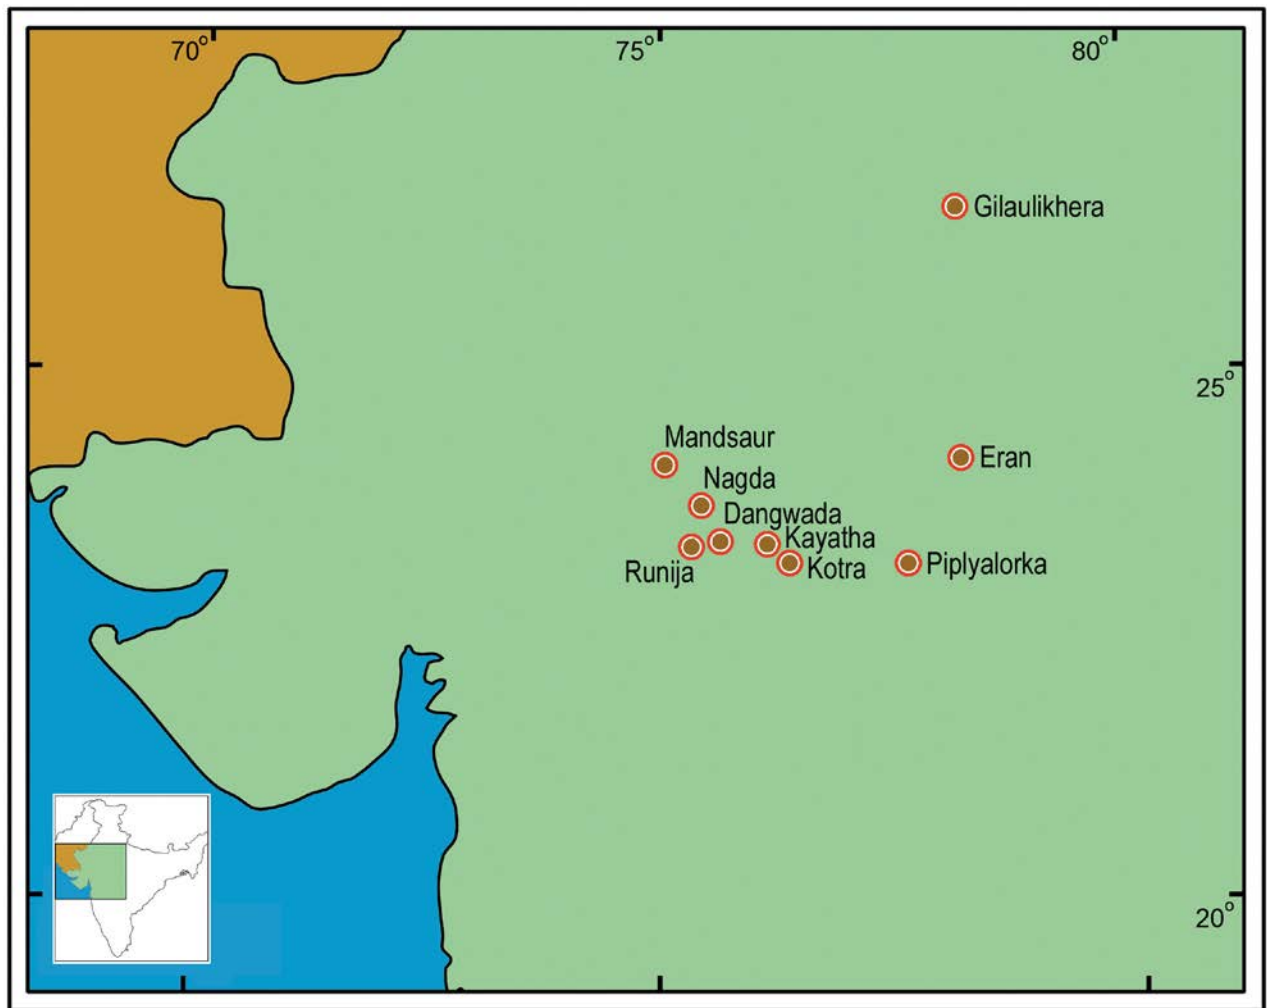 70°
75°
80°
Gilaulikhera
25°
Mandsaur
Eran
Nagda
Dangwada
Kayatha
Runija
Kotra
Piplyalorka
20°